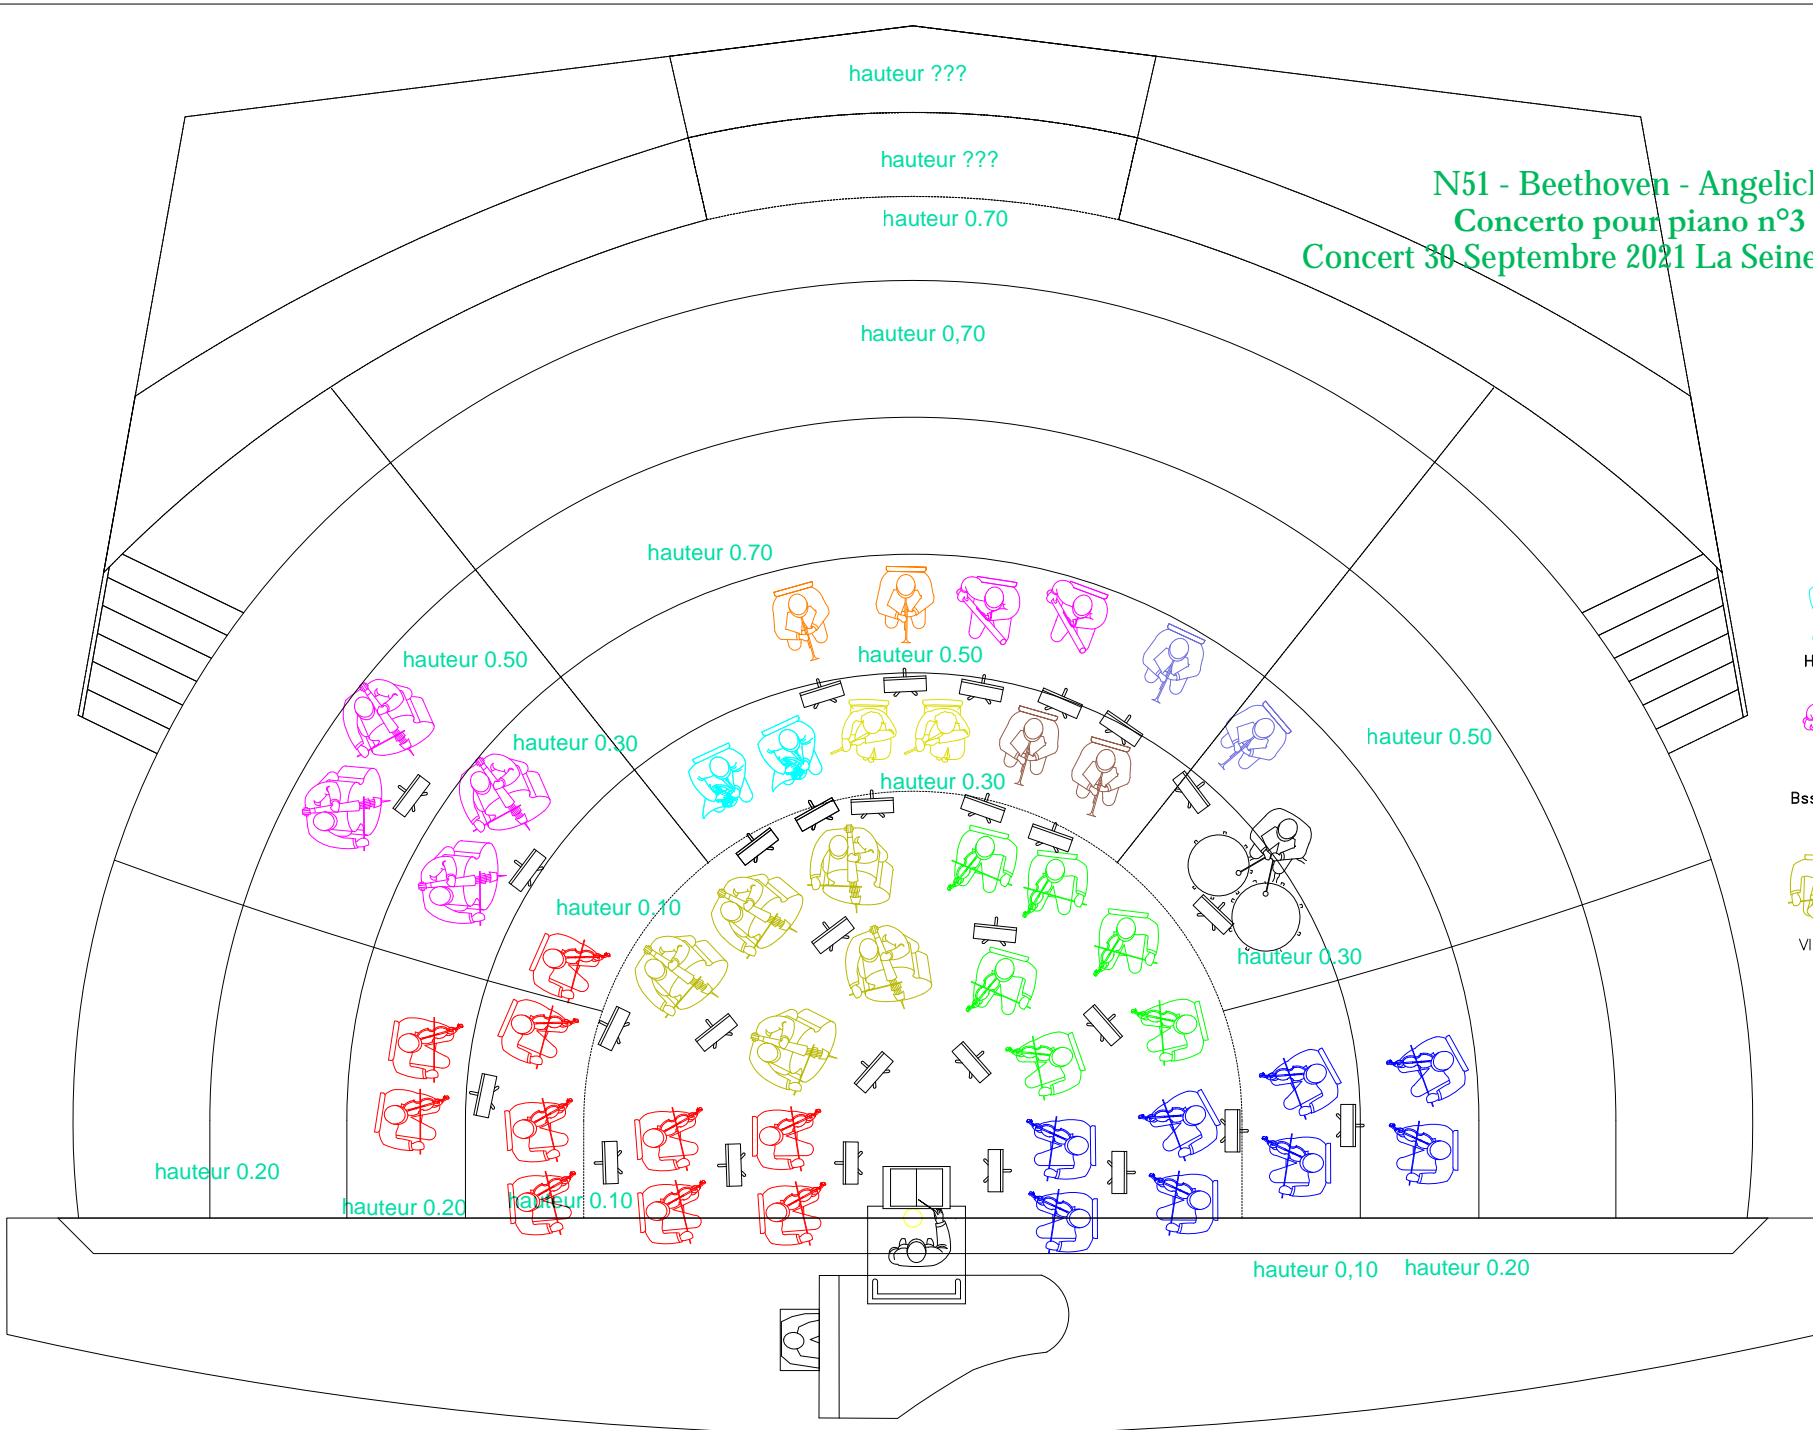 hauteur ???
hauteur ???
N51 - Beethoven - Angelich
hauteur 0.70
Concerto pour piano n°3
Concert 30 Septembre 2021 La Seine
hauteur 0,70
hauteur 0.70
hauteur 0.50
hauteur 0.50
H
hauteur 0.50
hauteur 0.30
hauteur 0.30
Bss
hauteur 0.10
Vl
hauteur 0.30
hauteur 0.20
hauteur 0.20
hauteur 0.10
hauteur 0,10
hauteur 0.20